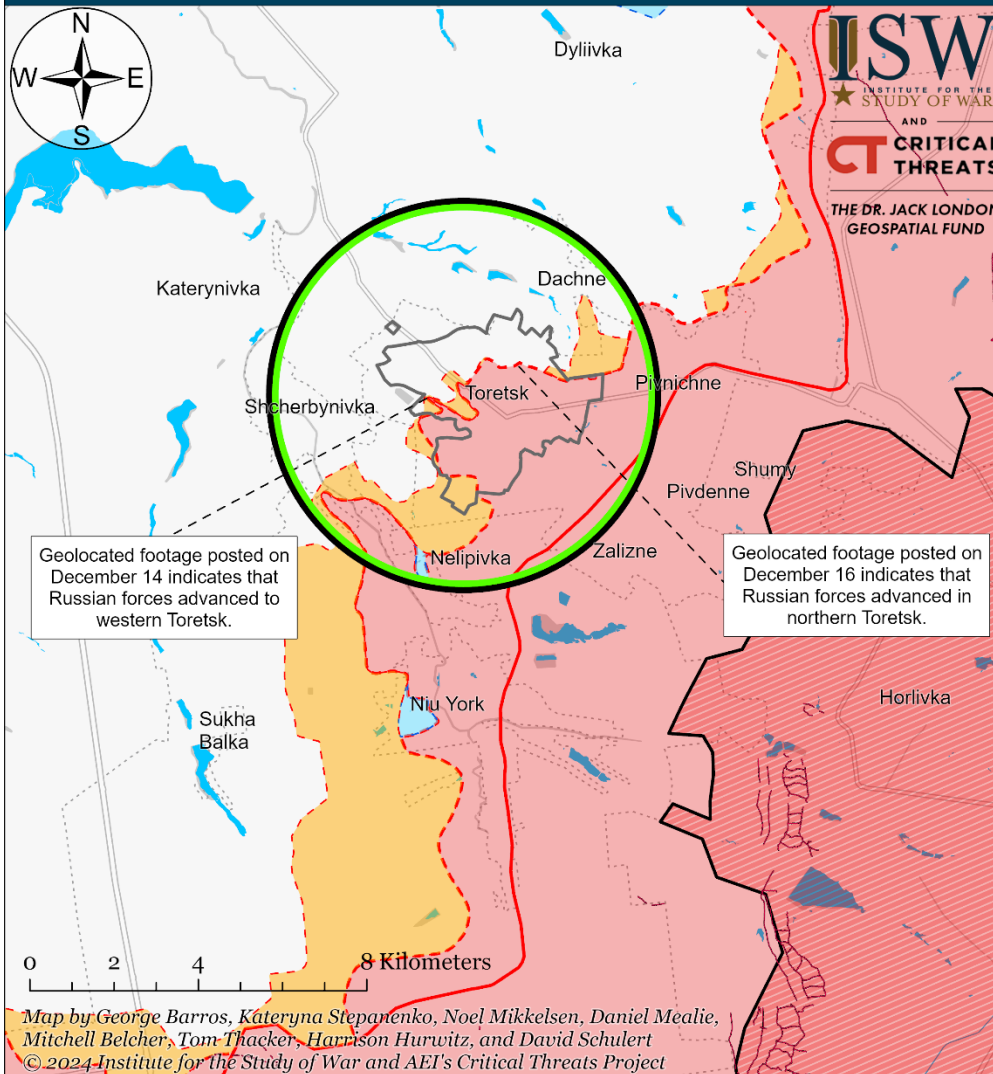 N
W E
S
ISW
INSTITUTE FOR THE
STUDY OF WAR
AND
CT CRITICAL
THREATS
THE DR. JACK LONDON
GEOSPATIAL FUND
Dyliivka
Katerynivka
Dachne
Shcherbynivka
Toretsk
Pivnichne
Shumy
Pivdenne
Nelipivka
Zalizne
Geolocated footage posted on
December 14 indicates that
Russian forces advanced to
western Toretsk.
Geolocated footage posted on
December 16 indicates that
Russian forces advanced in
northern Toretsk.
Niu York
Horlivka
Sukha
Balka
0 2 4 8 Kilometers
Map by George Barros, Kateryna Stepanenko, Noel Mikkelsen, Daniel Mealie,
Mitchell Belcher, Tom Thacker, Harrison Hurwitz, and David Schulert
© 2024 Institute for the Study of War and AEI's Critical Threats Project